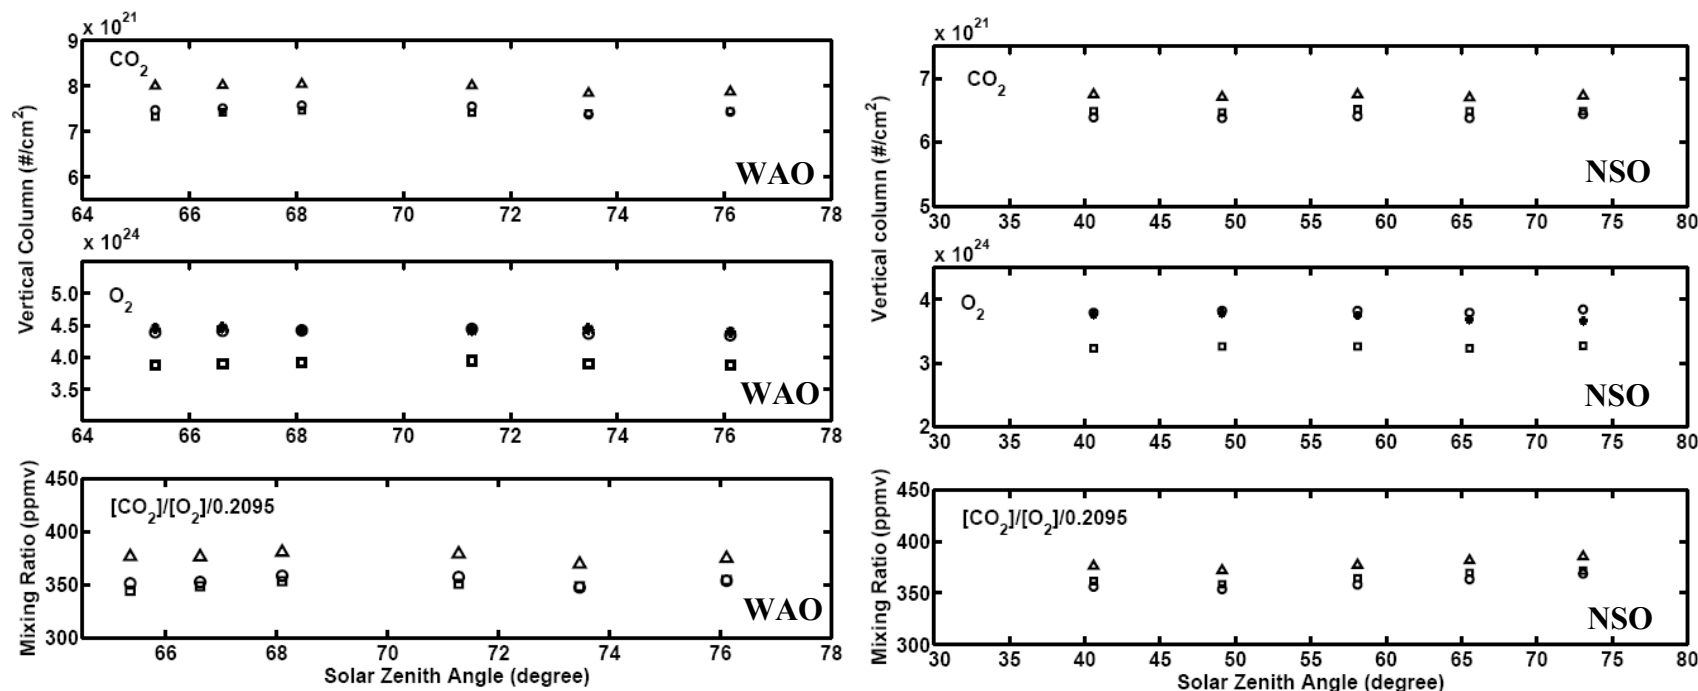 x 10^21
9
8
7
6
CO2
WAO
64 66 68 70 72 74 76 78
x 10^24
5.0
4.5
4.0
3.5
O2
WAO
64 66 68 70 72 74 76 78
Vertical Column (#/cm^2)
450
400
350
300
[CO2]/[O2]/0.2095
WAO
66 68 70 72 74 76 78
Mixing Ratio (ppmv)
Solar Zenith Angle (degree)
x 10^21
7
6
5
CO2
NSO
30 35 40 45 50 55 60 65 70 75 80
x 10^24
4
3
2
O2
NSO
30 35 40 45 50 55 60 65 70 75 80
Vertical column (#/cm^2)
450
400
350
300
[CO2]/[O2]/0.2095
NSO
30 35 40 45 50 55 60 65 70 75 80
Mixing Ratio (ppmv)
Solar Zenith Angle (degree)